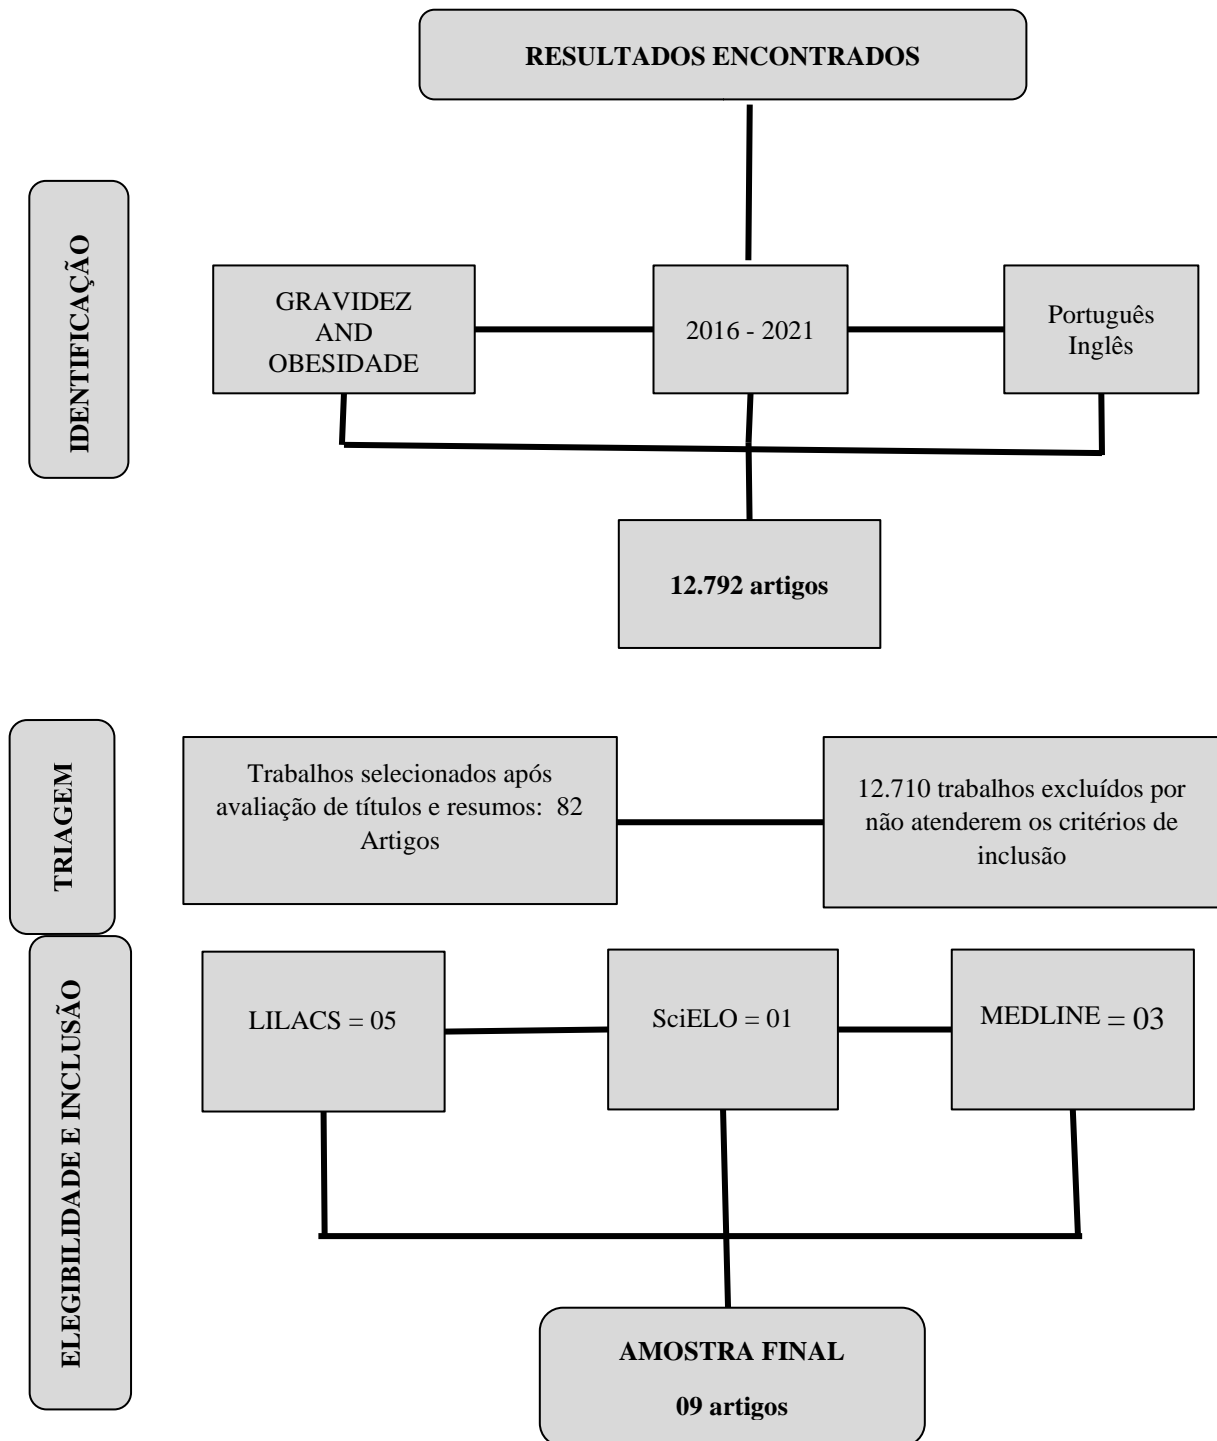 RESULTADOS ENCONTRADOS
IDENTIFICAÇÃO
GRAVIDEZ
AND
OBESIDADE
2016 - 2021
Português
Inglês
12.792 artigos
TRIAGEM
Trabalhos selecionados após
avaliação de títulos e resumos: 82
Artigos
12.710 trabalhos excluídos por
não atenderem os critérios de
inclusão
ELEGIBILIDADE E INCLUSÃO
LILACS = 05
SciELO = 01
MEDLINE = 03
AMOSTRA FINAL
09 artigos